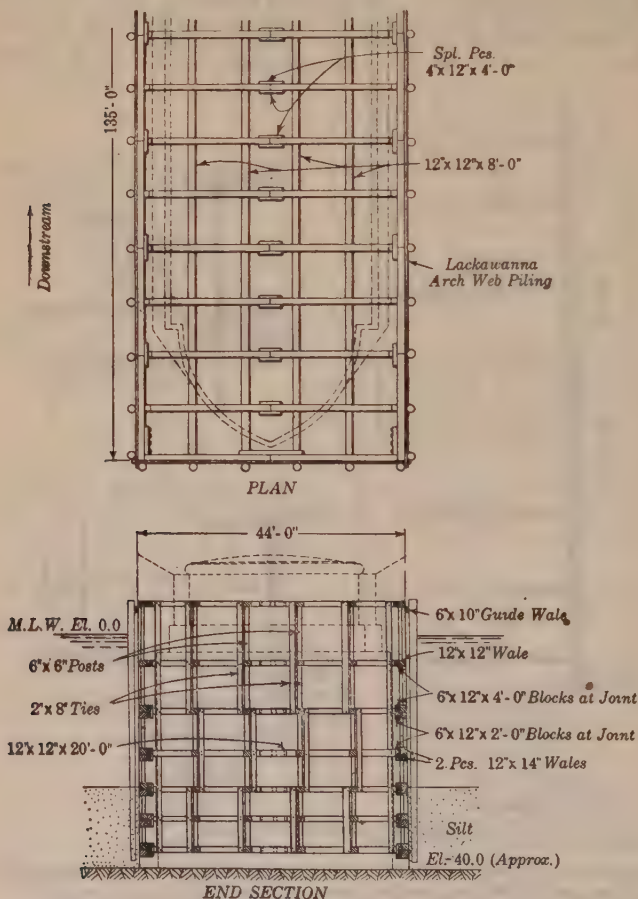 Spl. Pcs.
4"x 12"x 4'-0"
135'-0"
12"x 12"x 8'-0"
Downstream
Lackawanna
Arch Web Piling
PLAN
44'-0"
M.L.W. El. 0.0
6"x 10" Guide Wale
12"x 12" Wale
6"x 6" Posts
6"x 12"x 4'-0" Blocks at Joint
2"x 8" Ties
6"x 12"x 2'-0" Blocks at Joint
12"x 12"x 20'-0"
2 Pcs. 12"x 14" Wales
Silt
El.-40.0 (Approx.)
END SECTION